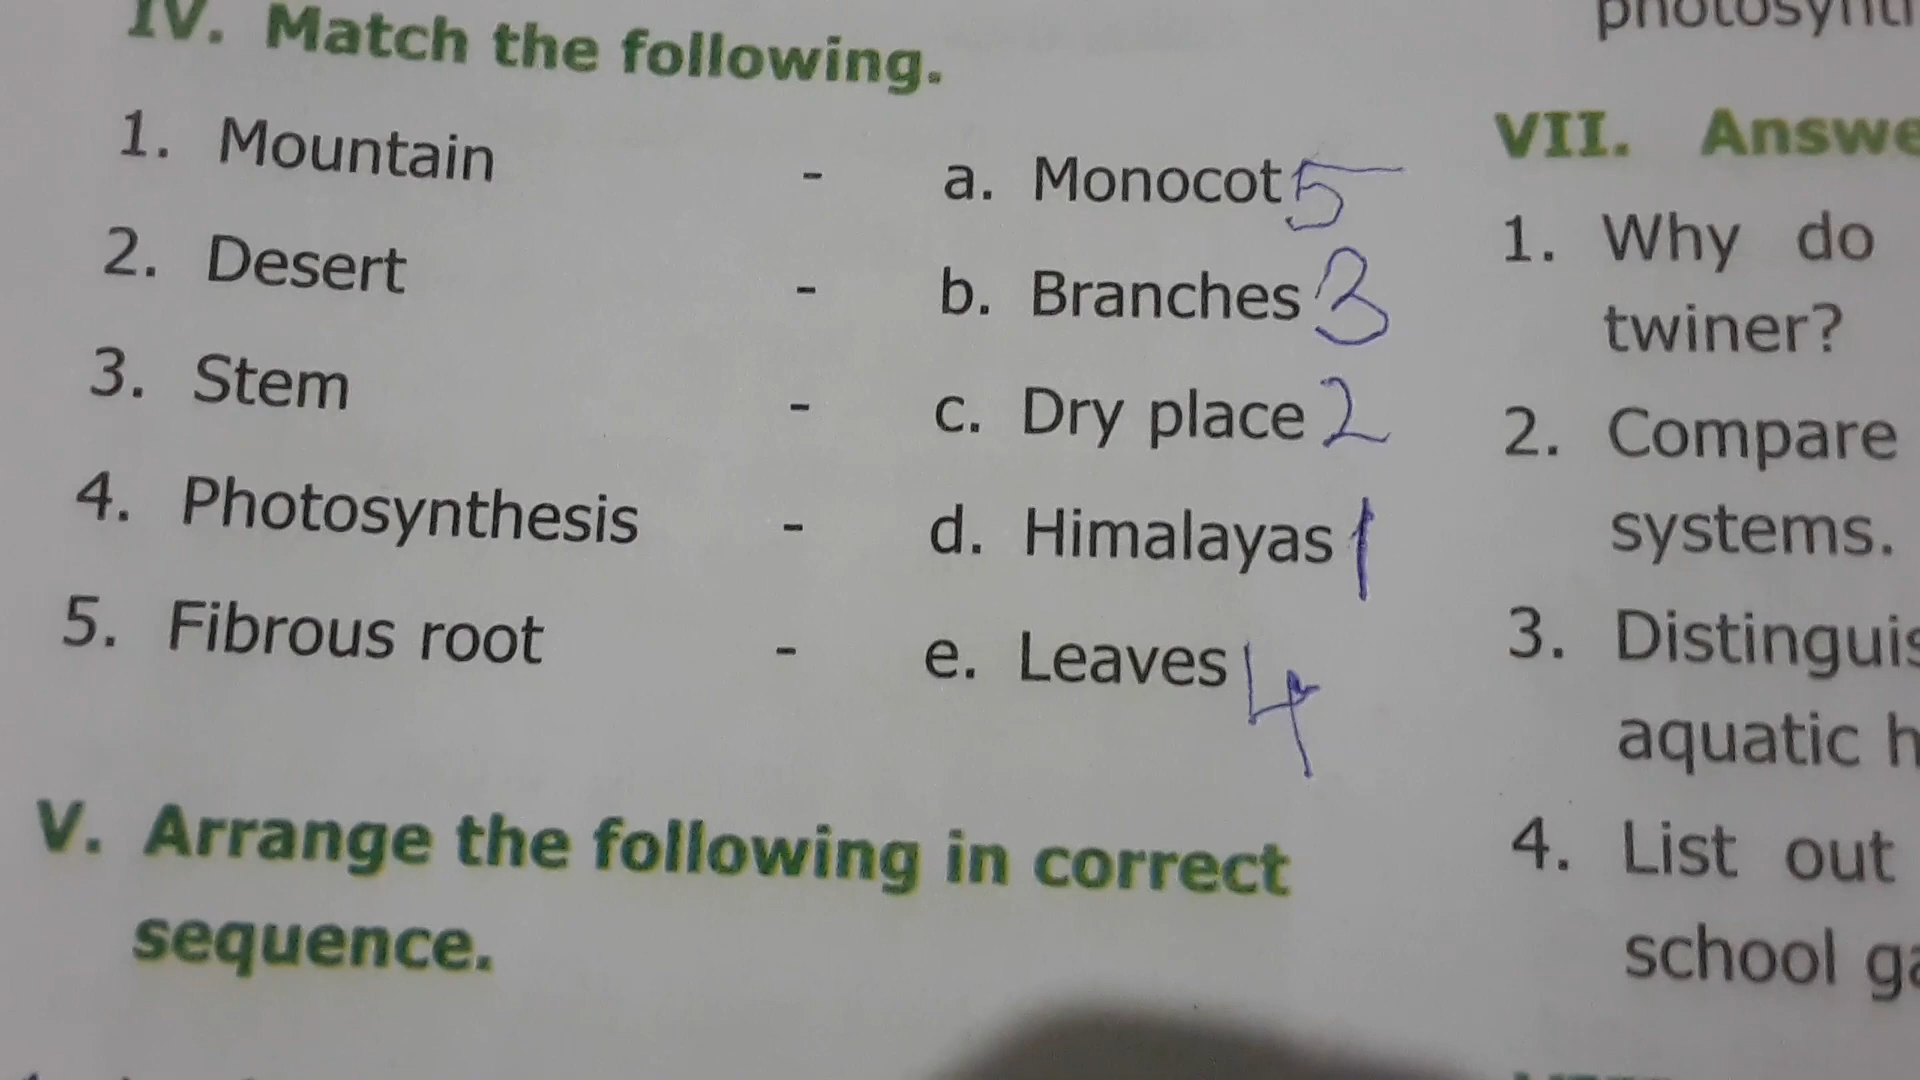 IV. Match the following.
1. Mountain - a. Monocot 5
2. Desert - b. Branches 3
3. Stem - c. Dry place 2
4. Photosynthesis - d. Himalayas 1
5. Fibrous root - e. Leaves 4
V. Arrange the following in correct
sequence.
VII. Answe
1. Why do
twiner?
2. Compare
systems.
3. Distinguis
aquatic h
4. List out
school ga